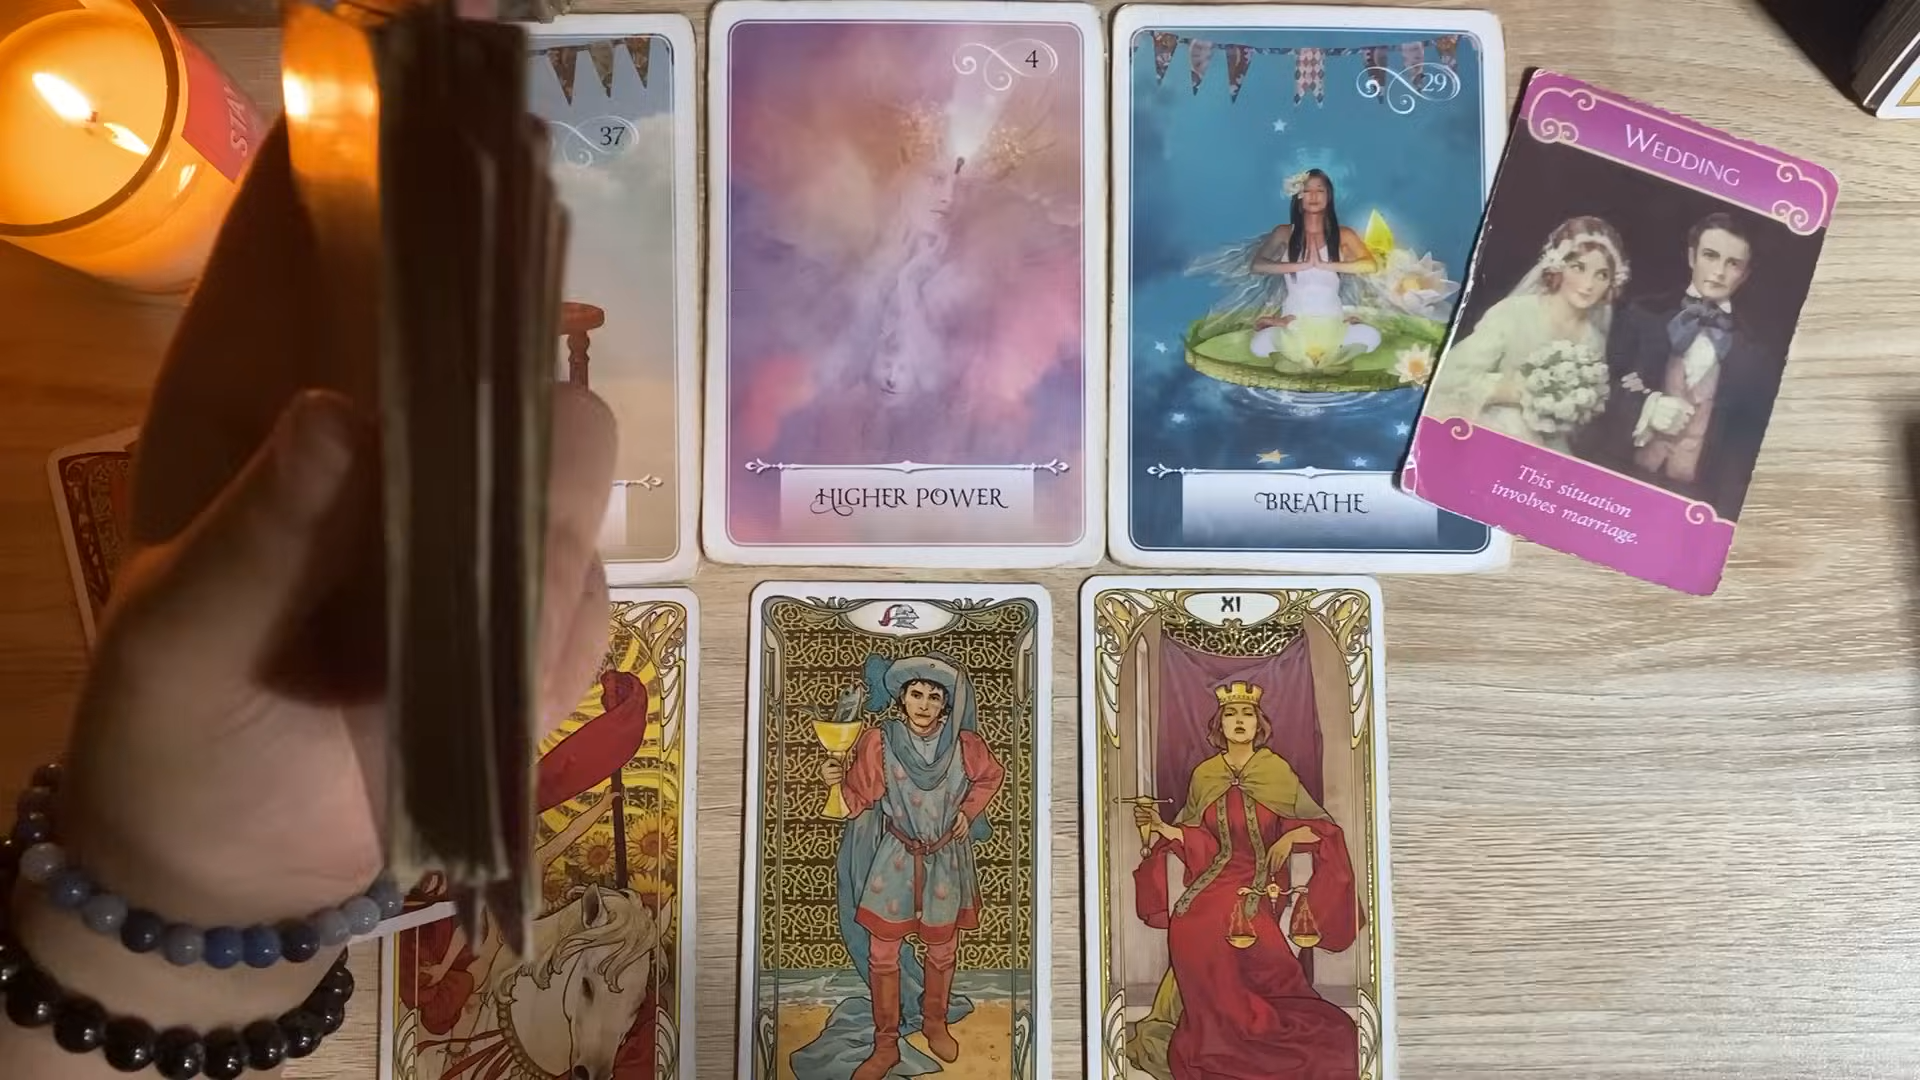 37
4
29
WEDDING
HIGHER POWER
BREATHE
This situation
involves marriage.
XI